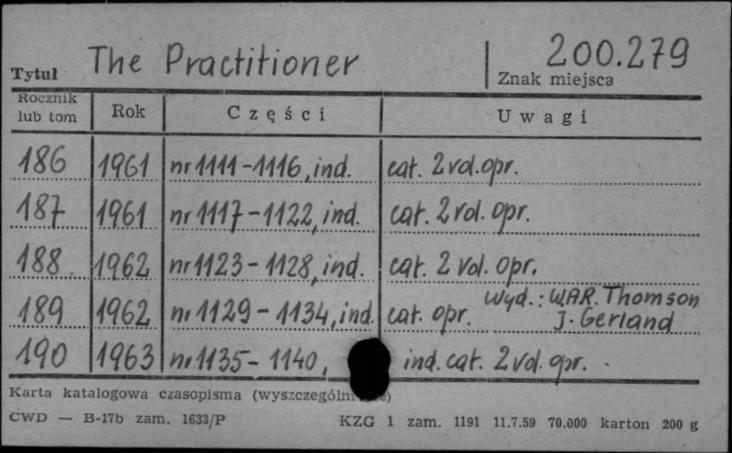 Tytuł The Practitioner 200.279
Znak miejsca
Rocznik lub tom Rok Części Uwagi
186 1961 nr 1111-1116, ind. cat. 2 vol. opr.
187 1961 nr 1117-1122, ind. cat. 2 vol. opr.
188 1962 nr 1123-1128, ind. cat. 2 vol. opr.
189 1962 nr 1129-1134, ind. cat. opr. Wyd.: W.A.R. Thomson
J. Gerland
190 1963 nr 1135-1140, ind. cat. 2 vol. opr.
Karta katalogowa czasopisma
CWD — B-17b zam. 1633/P KZG 1 zam. 1191 11.7.59 70.000 karton 200 g